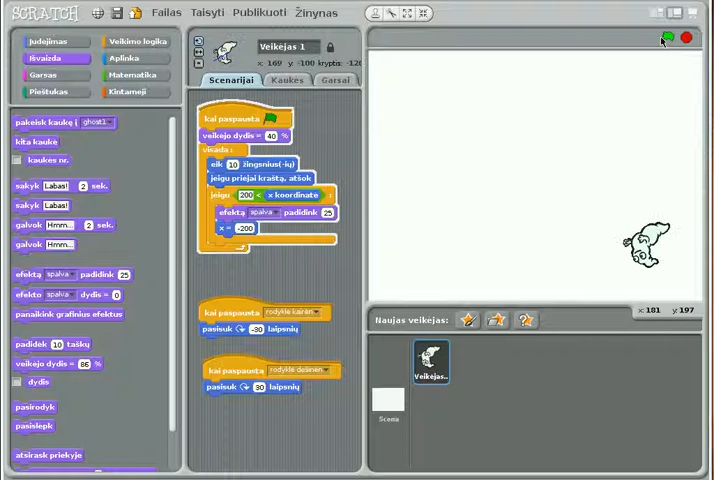 SCRATCH Failas Taisyti Publikuoti Žinynas
Judėjimas Veikimo logika
Išvaizda Aplinka
Garsas Matematika
Pieštukas Kintameji
pakeisk kaukę į ghost1
kita kaukė
kaukės nr.
sakyk Labas! 2 sek.
sakyk Labas!
galvok Hmm... 2 sek.
galvok Hmm...
efektą spalva padidink 25
efekto spalva dydis = 0
panaikink grafinius efektus
padidėk 10 taškų
veikėjo dydis = 86 %
dydis
pasirodyk
pasislėpk
atsirask priekyje
Veikėjas 1
x: 169 y: -100 kryptis: -120
Scenarijai Kaukės Garsai
kai paspausta
veikėjo dydis = 40 %
visada :
eik 10 žingsnius(-ių)
jeigu priėjai kraštą, atšok
jeigu 200 < x koordinatė :
efektą spalva padidink 25
x = -200
kai paspausta rodyklė kairėn
pasisuk -30 laipsnių
kai paspausta rodyklė dešinėn
pasisuk 30 laipsnių
x: 181 y: 197
Naujas veikėjas:
Veikėjas..
Scena